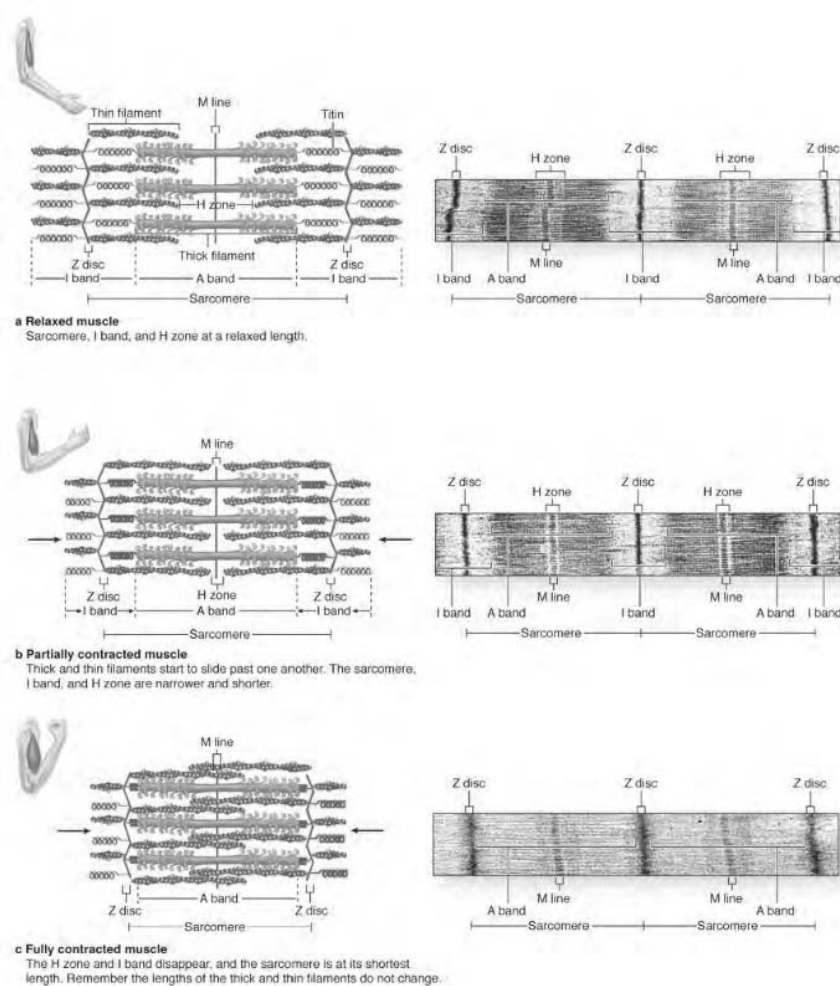 M line
Thin filament
Titin
H zone
Thick filament
Z disc
Z disc
I band
A band
I band
Sarcomere
Z disc
Z disc
Z disc
H zone
H zone
M line
M line
I band
A band
I band
A band
I band
Sarcomere
Sarcomere
a Relaxed muscle
Sarcomere, I band, and H zone at a relaxed length.
M line
Z disc
H zone
Z disc
I band
A band
I band
Sarcomere
Z disc
Z disc
Z disc
H zone
H zone
M line
M line
I band
A band
I band
A band
I band
Sarcomere
Sarcomere
b Partially contracted muscle
Thick and thin filaments start to slide past one another. The sarcomere,
I band, and H zone are narrower and shorter.
M line
A band
Z disc
Z disc
Sarcomere
Z disc
Z disc
Z disc
M line
M line
A band
A band
Sarcomere
Sarcomere
c Fully contracted muscle
The H zone and I band disappear, and the sarcomere is at its shortest
length. Remember the lengths of the thick and thin filaments do not change.